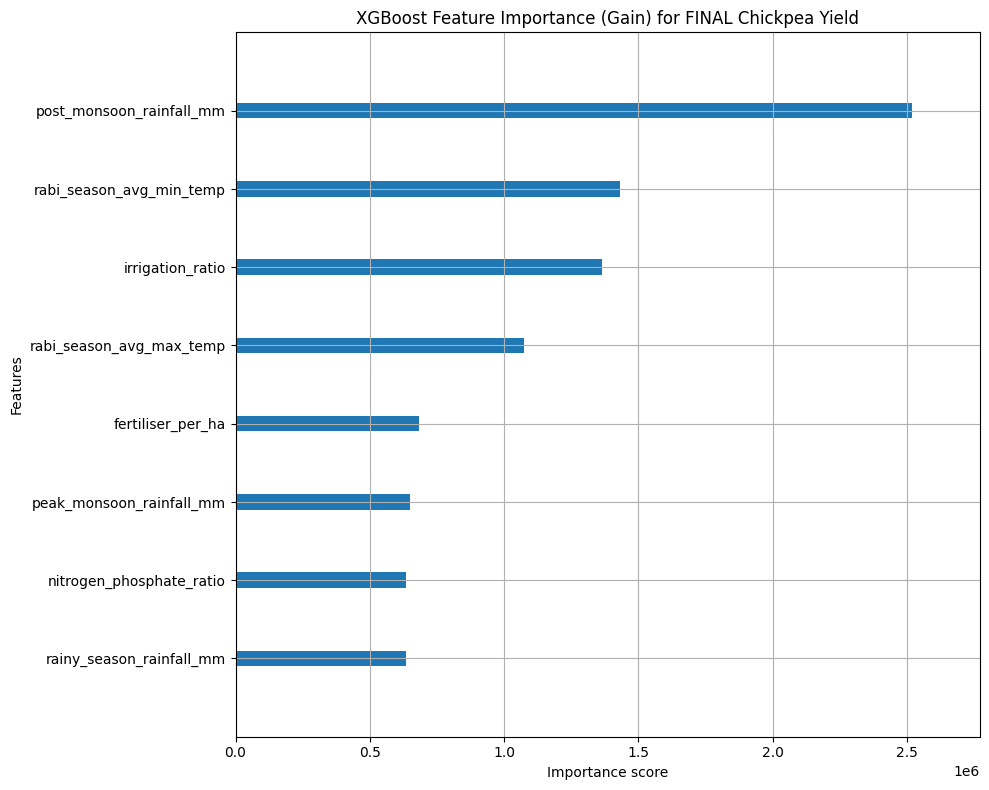 XGBoost Feature Importance (Gain) for FINAL Chickpea Yield
post_monsoon_rainfall_mm
rabi_season_avg_min_temp
irrigation_ratio
rabi_season_avg_max_temp
fertiliser_per_ha
peak_monsoon_rainfall_mm
nitrogen_phosphate_ratio
rainy_season_rainfall_mm
Features
0.0 0.5 1.0 1.5 2.0 2.5
1e6
Importance score